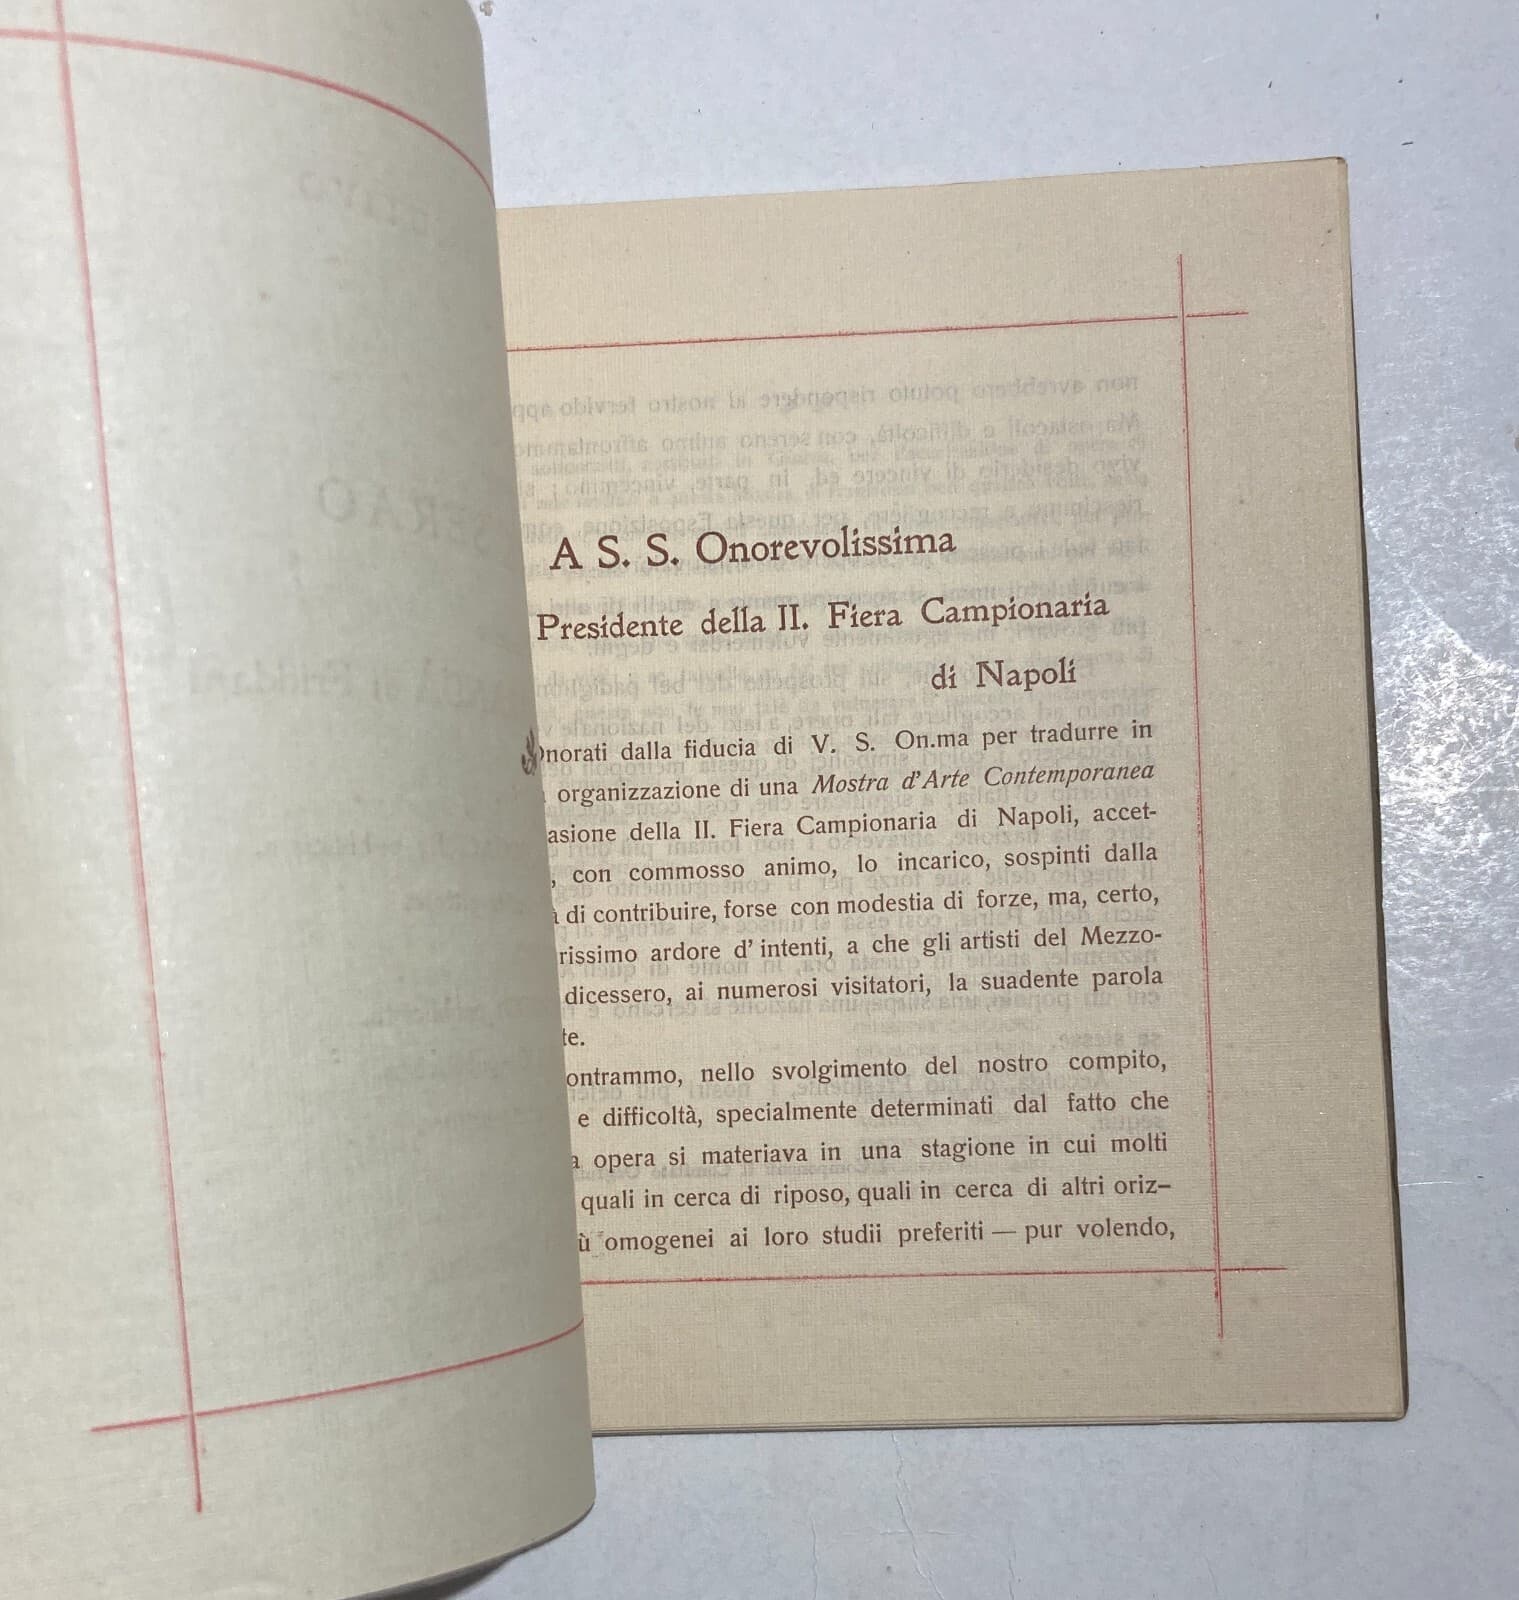 A S. S. Onorevolissima
Presidente della II. Fiera Campionaria
di Napoli
Onorati dalla fiducia di V. S. On.ma per tradurre in
organizzazione di una Mostra d'Arte Contemporanea
asione della II. Fiera Campionaria di Napoli, accet-
, con commosso animo, lo incarico, sospinti dalla
à di contribuire, forse con modestia di forze, ma, certo,
rissimo ardore d'intenti, a che gli artisti del Mezzo-
dicessero, ai numerosi visitatori, la suadente parola
te.
ontrammo, nello svolgimento del nostro compito,
e difficoltà, specialmente determinati dal fatto che
a opera si materiava in una stagione in cui molti
quali in cerca di riposo, quali in cerca di altri oriz-
ù omogenei ai loro studii preferiti — pur volendo,